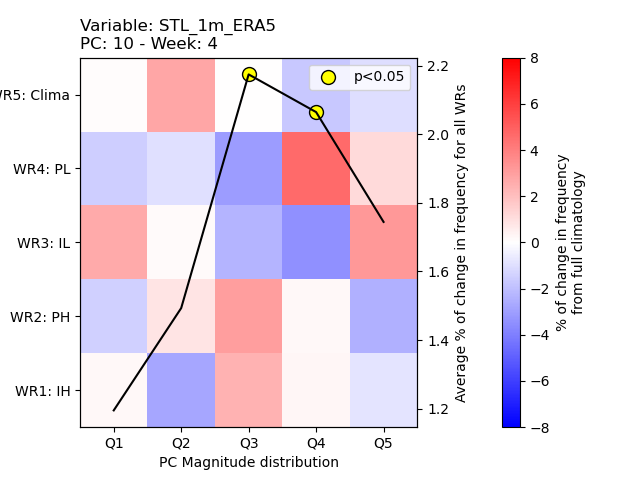 Variable: STL_1m_ERA5
PC: 10 - Week: 4
p<0.05
R5: Clima
WR4: PL
WR3: IL
WR2: PH
WR1: IH
Q1 Q2 Q3 Q4 Q5
PC Magnitude distribution
2.2
2.0
1.8
1.6
1.4
1.2
Average % of change in frequency for all WRs
8
6
4
2
0
−2
−4
−6
−8
% of change in frequency
from full climatology